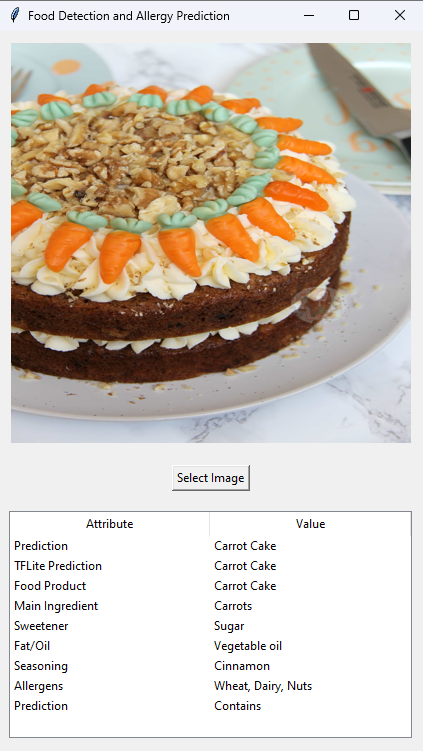 Food Detection and Allergy Prediction
Select Image
Attribute Value
Prediction Carrot Cake
TFLite Prediction Carrot Cake
Food Product Carrot Cake
Main Ingredient Carrots
Sweetener Sugar
Fat/Oil Vegetable oil
Seasoning Cinnamon
Allergens Wheat, Dairy, Nuts
Prediction Contains